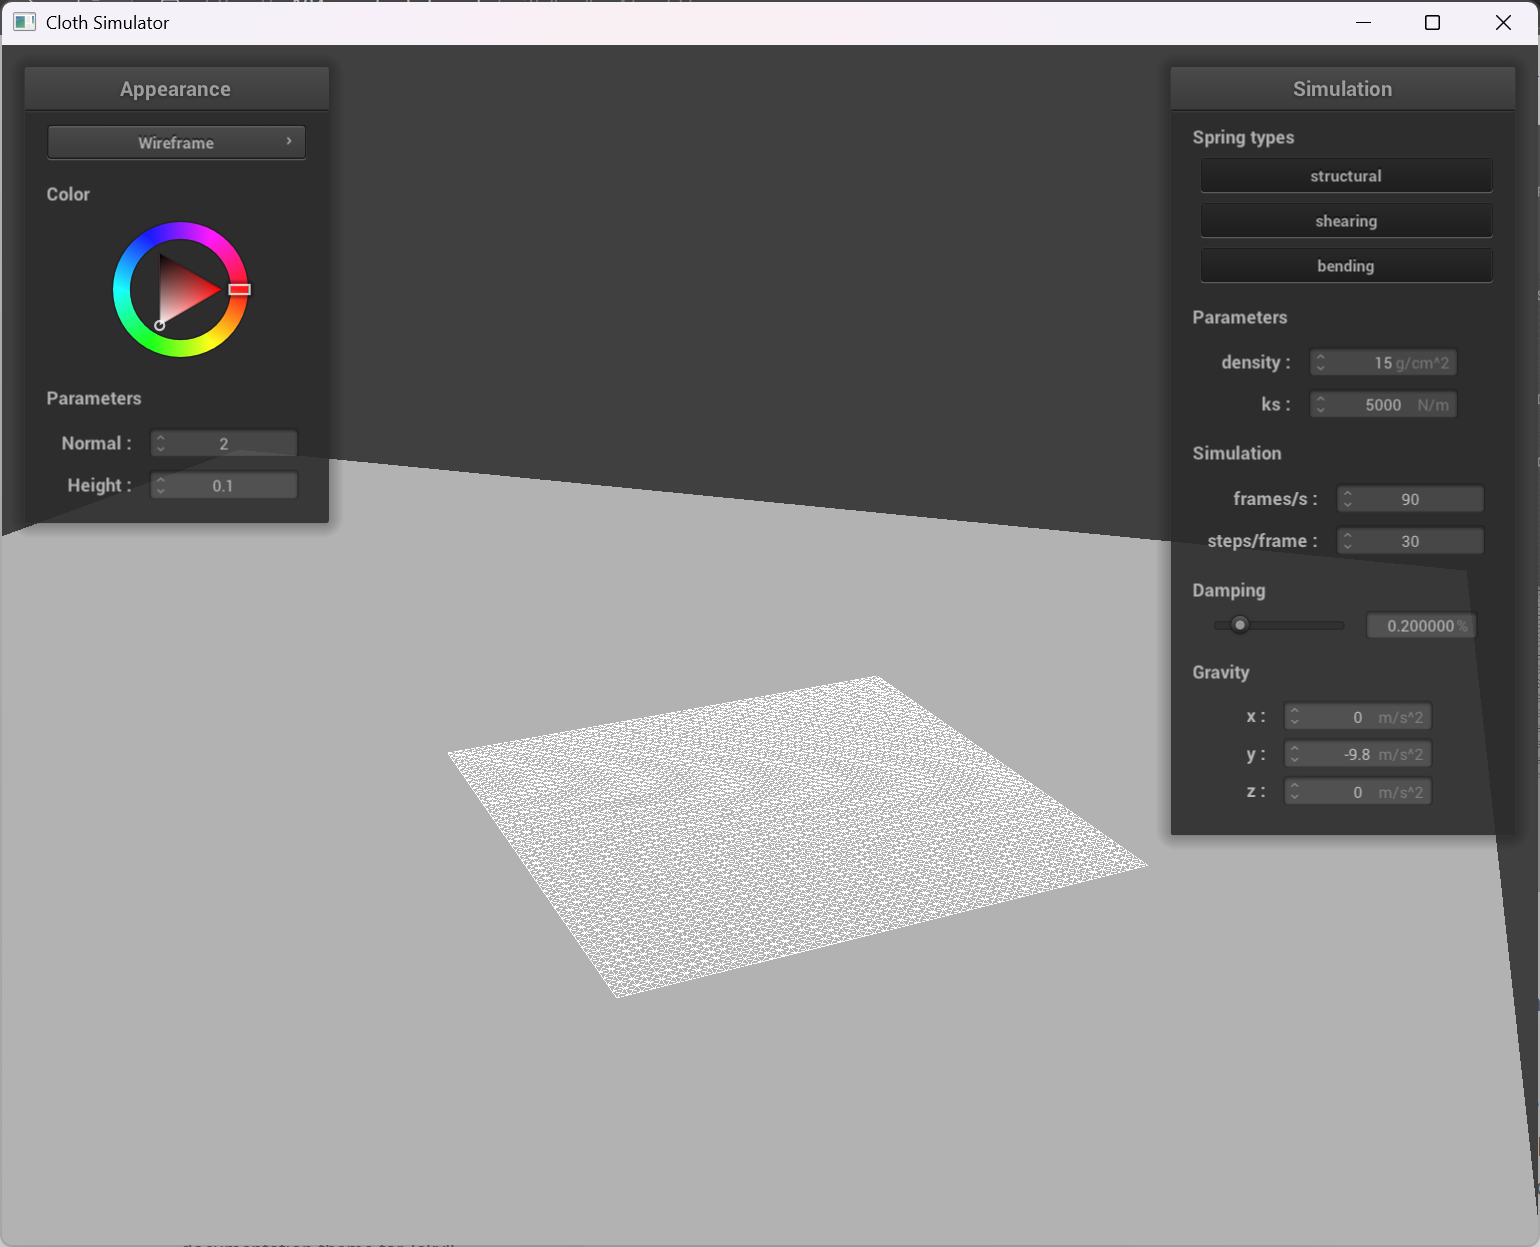 Cloth Simulator
Appearance
Wireframe
Color
Parameters
Normal : 2
Height : 0.1
Simulation
Spring types
structural
shearing
bending
Parameters
density : 15 g/cm^2
ks : 5000 N/m
Simulation
frames/s : 90
steps/frame : 30
Damping
0.200000 %
Gravity
x : 0 m/s^2
y : -9.8 m/s^2
z : 0 m/s^2